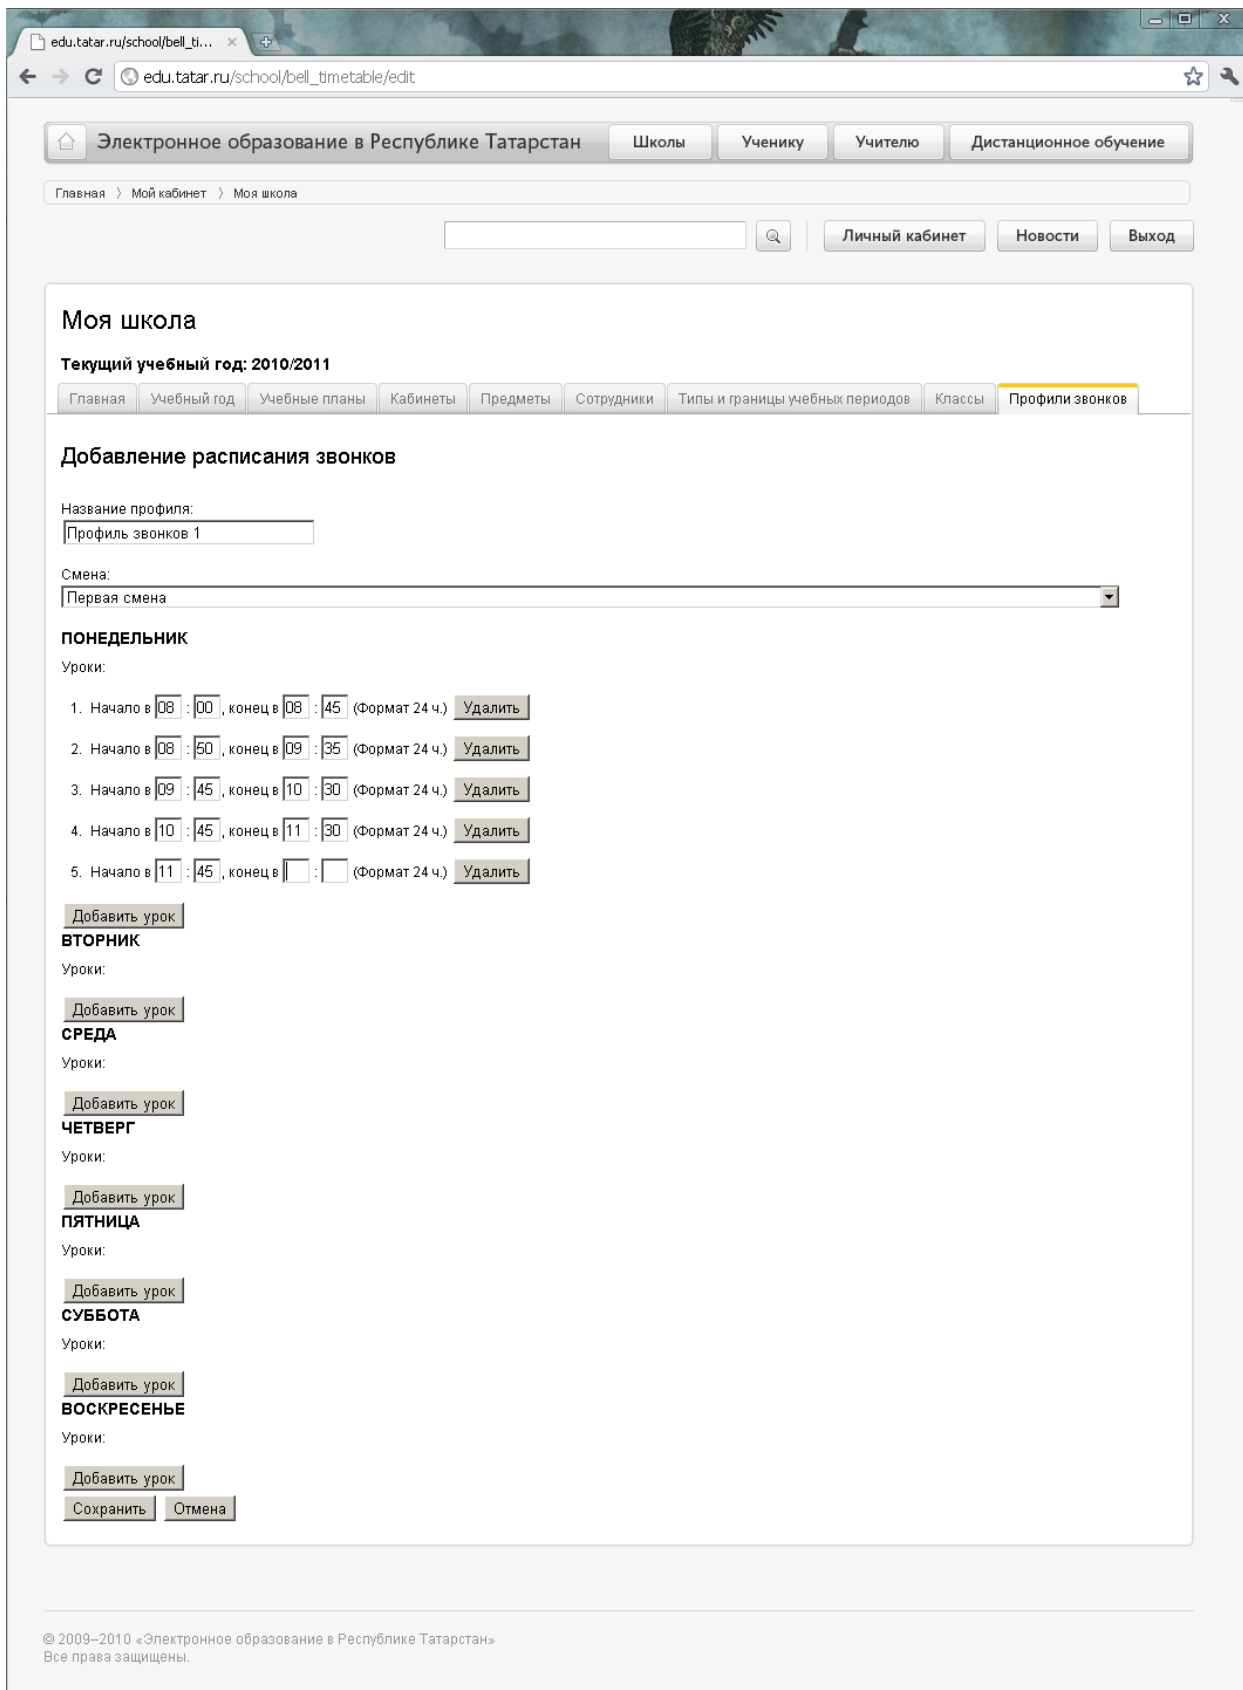 edu.tatar.ru/school/bell_ti...
edu.tatar.ru/school/bell_timetable/edit
Электронное образование в Республике Татарстан Школы Ученику Учителю Дистанционное обучение
Главная 〉 Мой кабинет 〉 Моя школа
Личный кабинет Новости Выход
Моя школа
Текущий учебный год: 2010/2011
Главная Учебный год Учебные планы Кабинеты Предметы Сотрудники Типы и границы учебных периодов Классы Профили звонков
Добавление расписания звонков
Название профиля:
Профиль звонков 1
Смена:
Первая смена
ПОНЕДЕЛЬНИК
Уроки:
1. Начало в 08 : 00 , конец в 08 : 45 (Формат 24 ч.) Удалить
2. Начало в 08 : 50 , конец в 09 : 35 (Формат 24 ч.) Удалить
3. Начало в 09 : 45 , конец в 10 : 30 (Формат 24 ч.) Удалить
4. Начало в 10 : 45 , конец в 11 : 30 (Формат 24 ч.) Удалить
5. Начало в 11 : 45 , конец в : (Формат 24 ч.) Удалить
Добавить урок
ВТОРНИК
Уроки:
Добавить урок
СРЕДА
Уроки:
Добавить урок
ЧЕТВЕРГ
Уроки:
Добавить урок
ПЯТНИЦА
Уроки:
Добавить урок
СУББОТА
Уроки:
Добавить урок
ВОСКРЕСЕНЬЕ
Уроки:
Добавить урок
Сохранить Отмена
© 2009–2010 «Электронное образование в Республике Татарстан»
Все права защищены.